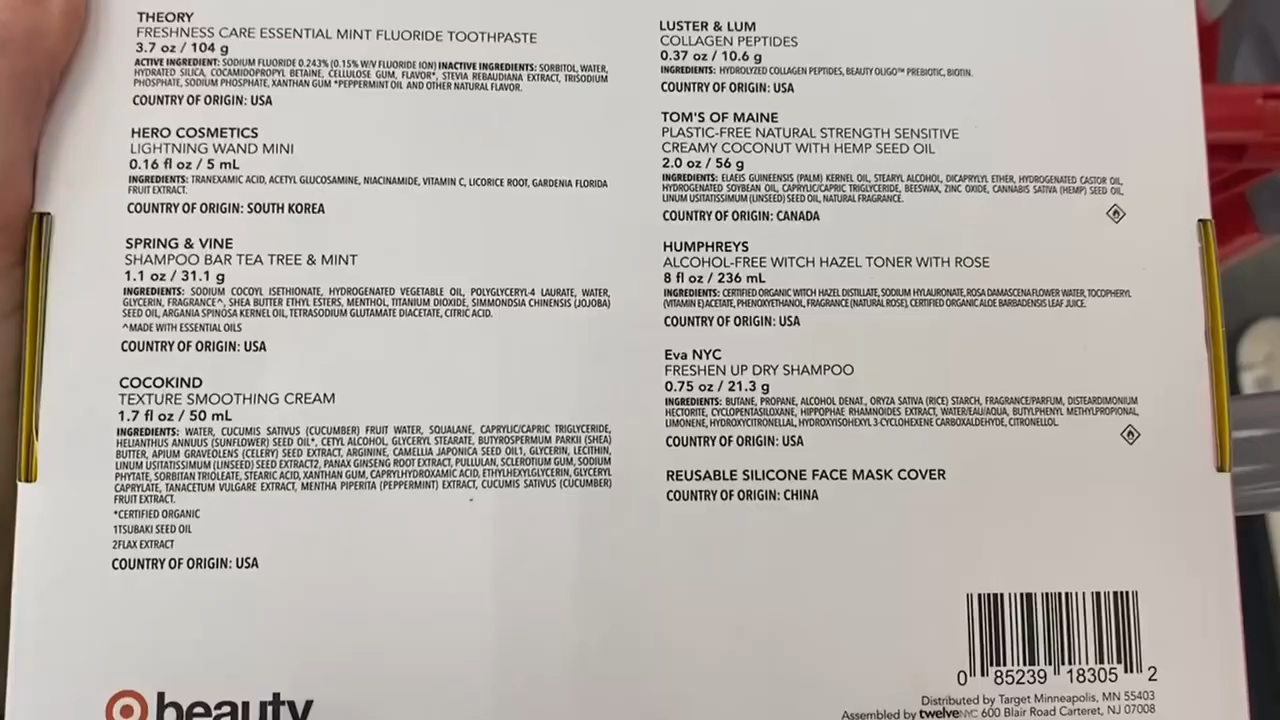 THEORY
FRESHNESS CARE ESSENTIAL MINT FLUORIDE TOOTHPASTE
3.7 oz / 104 g
ACTIVE INGREDIENT: SODIUM FLUORIDE 0.243% (0.15% W/V FLUORIDE ION) INACTIVE INGREDIENTS: SORBITOL, WATER,
HYDRATED SILICA, COCAMIDOPROPYL BETAINE, CELLULOSE GUM, FLAVOR*, STEVIA REBAUDIANA EXTRACT, TRISODIUM
PHOSPHATE, SODIUM PHOSPHATE, XANTHAN GUM *PEPPERMINT OIL AND OTHER NATURAL FLAVOR.
COUNTRY OF ORIGIN: USA
HERO COSMETICS
LIGHTNING WAND MINI
0.16 fl oz / 5 mL
INGREDIENTS: TRANEXAMIC ACID, ACETYL GLUCOSAMINE, NIACINAMIDE, VITAMIN C, LICORICE ROOT, GARDENIA FLORIDA
FRUIT EXTRACT.
COUNTRY OF ORIGIN: SOUTH KOREA
SPRING & VINE
SHAMPOO BAR TEA TREE & MINT
1.1 oz / 31.1 g
INGREDIENTS: SODIUM COCOYL ISETHIONATE, HYDROGENATED VEGETABLE OIL, POLYGLYCERYL-4 LAURATE, WATER,
GLYCERIN, FRAGRANCE^, SHEA BUTTER ETHYL ESTERS, MENTHOL, TITANIUM DIOXIDE, SIMMONDSIA CHINENSIS (JOJOBA)
SEED OIL, ARGANIA SPINOSA KERNEL OIL, TETRASODIUM GLUTAMATE DIACETATE, CITRIC ACID.
^MADE WITH ESSENTIAL OILS
COUNTRY OF ORIGIN: USA
COCOKIND
TEXTURE SMOOTHING CREAM
1.7 fl oz / 50 mL
INGREDIENTS: WATER, CUCUMIS SATIVUS (CUCUMBER) FRUIT WATER, SQUALANE, CAPRYLIC/CAPRIC TRIGLYCERIDE,
HELIANTHUS ANNUUS (SUNFLOWER) SEED OIL*, CETYL ALCOHOL, GLYCERYL STEARATE, BUTYROSPERMUM PARKII (SHEA)
BUTTER, APIUM GRAVEOLENS (CELERY) SEED EXTRACT, ARGININE, CAMELLIA JAPONICA SEED OIL1, GLYCERIN, LECITHIN,
LINUM USITATISSIMUM (LINSEED) SEED EXTRACT2, PANAX GINSENG ROOT EXTRACT, PULLULAN, SCLEROTIUM GUM, SODIUM
PHYTATE, SORBITAN TRIOLEATE, STEARIC ACID, XANTHAN GUM, CAPRYLHYDROXAMIC ACID, ETHYLHEXYLGLYCERIN, GLYCERYL
CAPRYLATE, TANACETUM VULGARE EXTRACT, MENTHA PIPERITA (PEPPERMINT) EXTRACT, CUCUMIS SATIVUS (CUCUMBER)
FRUIT EXTRACT.
*CERTIFIED ORGANIC
1TSUBAKI SEED OIL
2FLAX EXTRACT
COUNTRY OF ORIGIN: USA
LUSTER & LUM
COLLAGEN PEPTIDES
0.37 oz / 10.6 g
INGREDIENTS: HYDROLYZED COLLAGEN PEPTIDES, BEAUTY OLIGO™ PREBIOTIC, BIOTIN.
COUNTRY OF ORIGIN: USA
TOM'S OF MAINE
PLASTIC-FREE NATURAL STRENGTH SENSITIVE
CREAMY COCONUT WITH HEMP SEED OIL
2.0 oz / 56 g
INGREDIENTS: ELAEIS GUINEENSIS (PALM) KERNEL OIL, STEARYL ALCOHOL, DICAPRYLYL ETHER, HYDROGENATED CASTOR OIL,
HYDROGENATED SOYBEAN OIL, CAPRYLIC/CAPRIC TRIGLYCERIDE, BEESWAX, ZINC OXIDE, CANNABIS SATIVA (HEMP) SEED OIL,
LINUM USITATISSIMUM (LINSEED) SEED OIL, NATURAL FRAGRANCE.
COUNTRY OF ORIGIN: CANADA
HUMPHREYS
ALCOHOL-FREE WITCH HAZEL TONER WITH ROSE
8 fl oz / 236 mL
INGREDIENTS: CERTIFIED ORGANIC WITCH HAZEL DISTILLATE, SODIUM HYLAURONATE, ROSA DAMASCENA FLOWER WATER, TOCOPHERYL
(VITAMIN E) ACETATE, PHENOXYETHANOL, FRAGRANCE (NATURAL ROSE), CERTIFIED ORGANIC ALOE BARBADENSIS LEAF JUICE.
COUNTRY OF ORIGIN: USA
Eva NYC
FRESHEN UP DRY SHAMPOO
0.75 oz / 21.3 g
INGREDIENTS: BUTANE, PROPANE, ALCOHOL DENAT., ORYZA SATIVA (RICE) STARCH, FRAGRANCE/PARFUM, DISTEARDIMONIUM
HECTORITE, CYCLOPENTASILOXANE, HIPPOPHAE RHAMNOIDES EXTRACT, WATER/EAU/AQUA, BUTYLPHENYL METHYLPROPIONAL,
LIMONENE, HYDROXYCITRONELLAL, HYDROXYISOHEXYL 3-CYCLOHEXENE CARBOXALDEHYDE, CITRONELLOL.
COUNTRY OF ORIGIN: USA
REUSABLE SILICONE FACE MASK COVER
COUNTRY OF ORIGIN: CHINA
0 85239 18305 2
Distributed by Target Minneapolis, MN 55403
Assembled by twelveNYC 600 Blair Road Carteret, NJ 07008
beauty